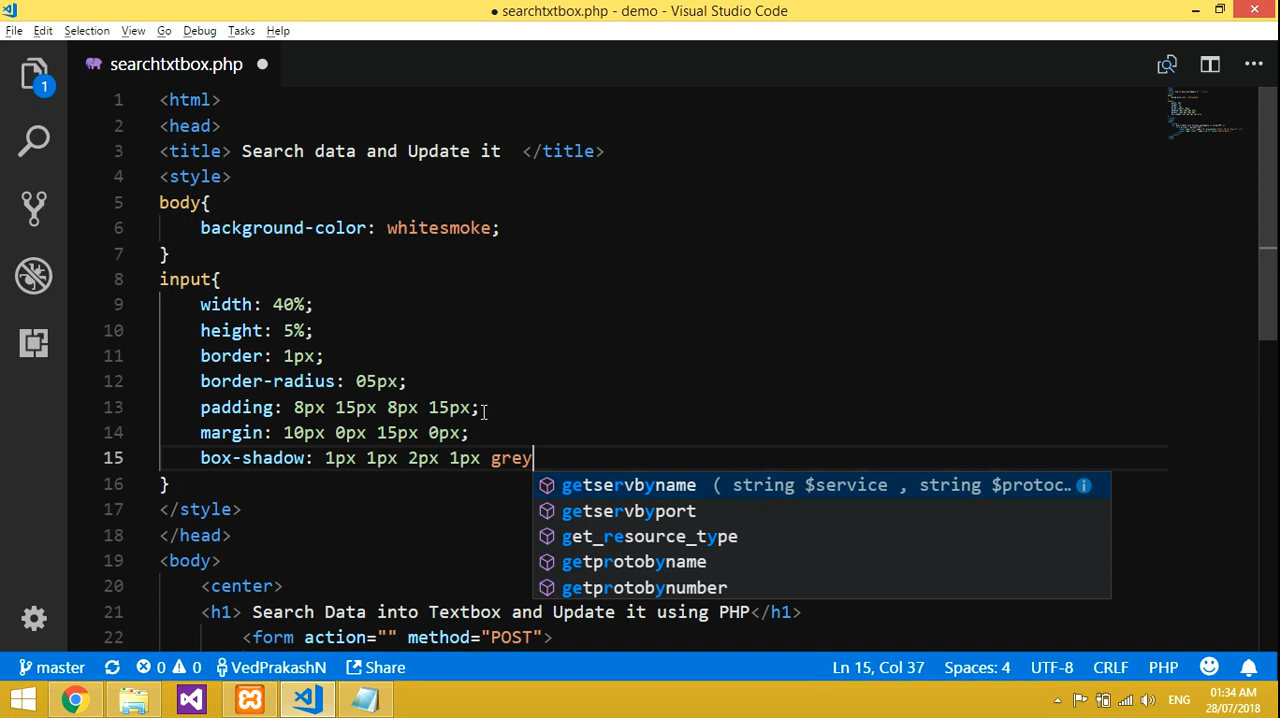 ● searchtxtbox.php - demo - Visual Studio Code
File Edit Selection View Go Debug Tasks Help
1
searchtxtbox.php ●
1 <html>
2 <head>
3 <title> Search data and Update it  </title>
4 <style>
5 body{
6 background-color: whitesmoke;
7 }
8 input{
9 width: 40%;
10 height: 5%;
11 border: 1px;
12 border-radius: 05px;
13 padding: 8px 15px 8px 15px;
14 margin: 10px 0px 15px 0px;
15 box-shadow: 1px 1px 2px 1px grey
getservbyname ( string $service , string $protoc…
16 }
getservbyport
17 </style>
get_resource_type
18 </head>
getprotobyname
19 <body>
getprotobynumber
20 <center>
21 <h1> Search Data into Textbox and Update it using PHP</h1>
22 <form action="" method="POST">
master 0 0 VedPrakashN Share Ln 15, Col 37 Spaces: 4 UTF-8 CRLF PHP
ENG 01:34 AM
28/07/2018